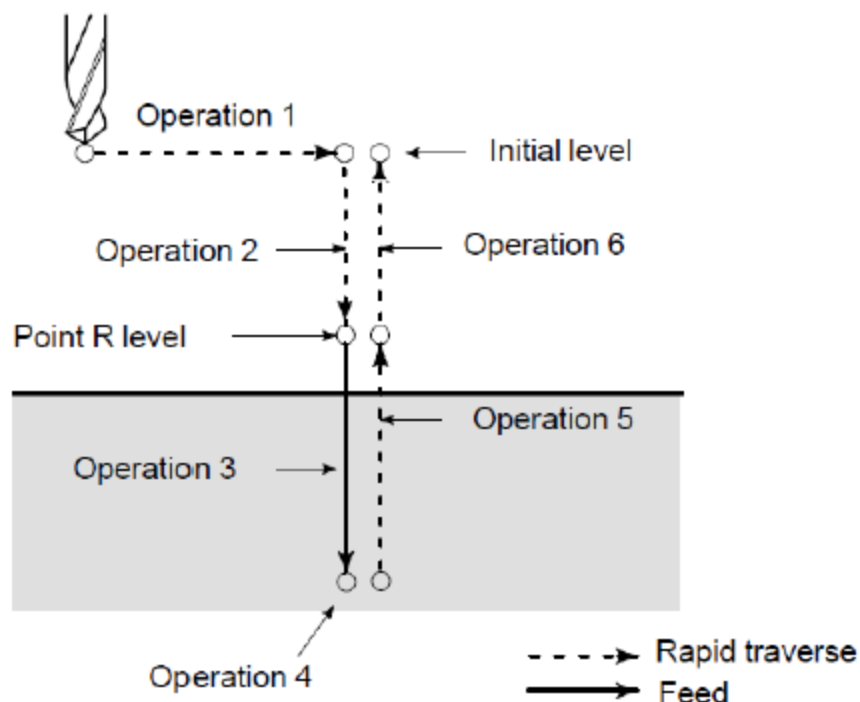 Operation 1
Initial level
Operation 2
Operation 6
Point R level
Operation 5
Operation 3
Operation 4
Rapid traverse
Feed